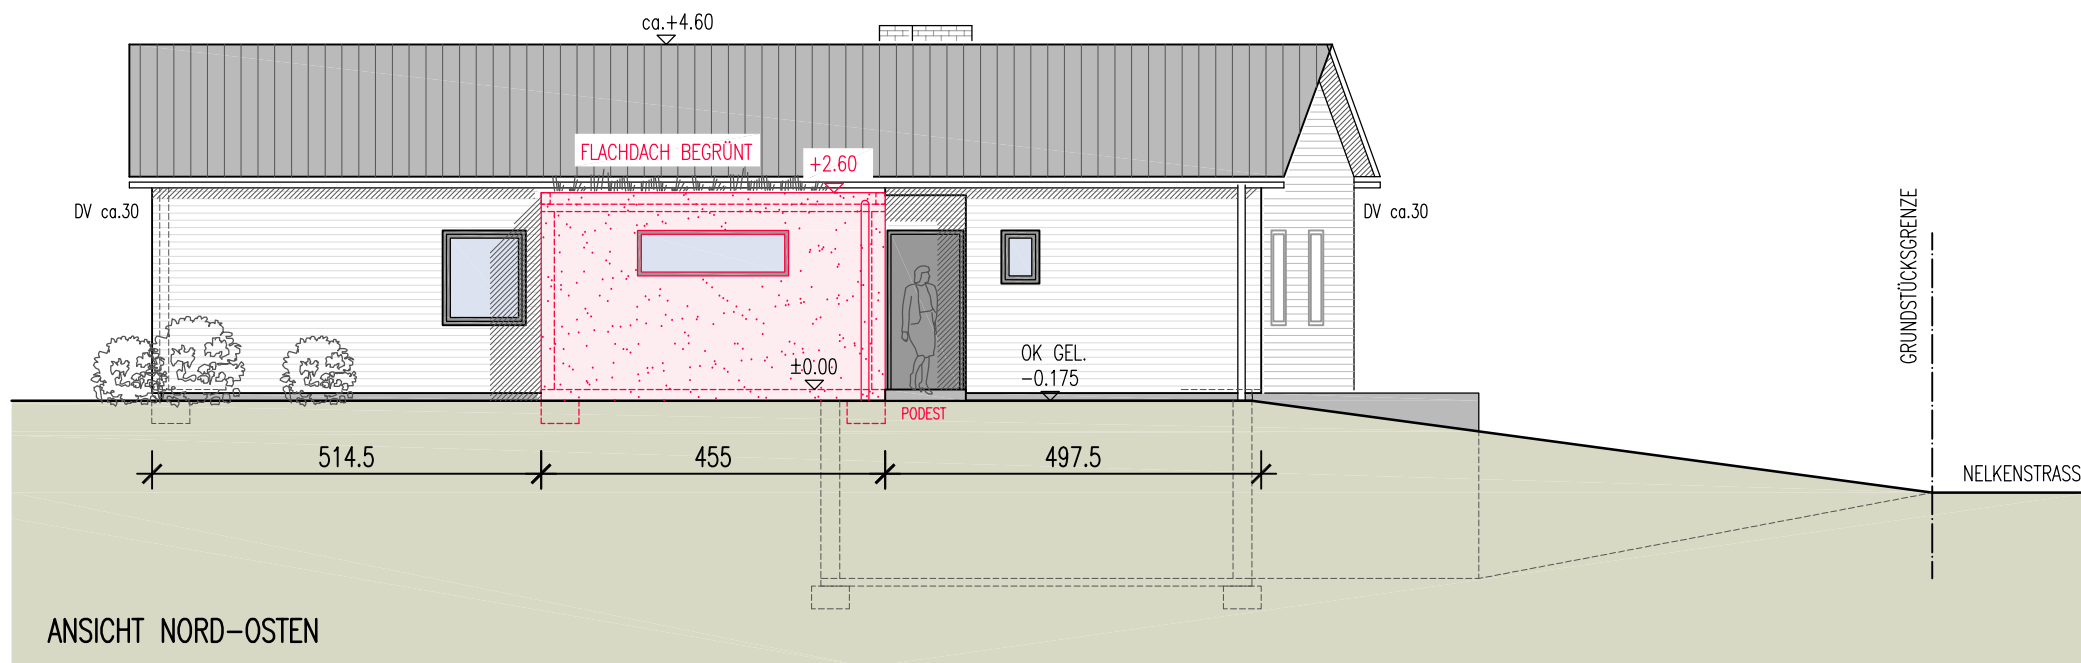 ca.+4.60
FLACHDACH BEGRÜNT
+2.60
DV ca.30
DV ca.30
GRUNDSTÜCKSGRENZE
±0.00
OK GEL.
-0.175
PODEST
514.5
455
497.5
NELKENSTRASS
ANSICHT NORD-OSTEN